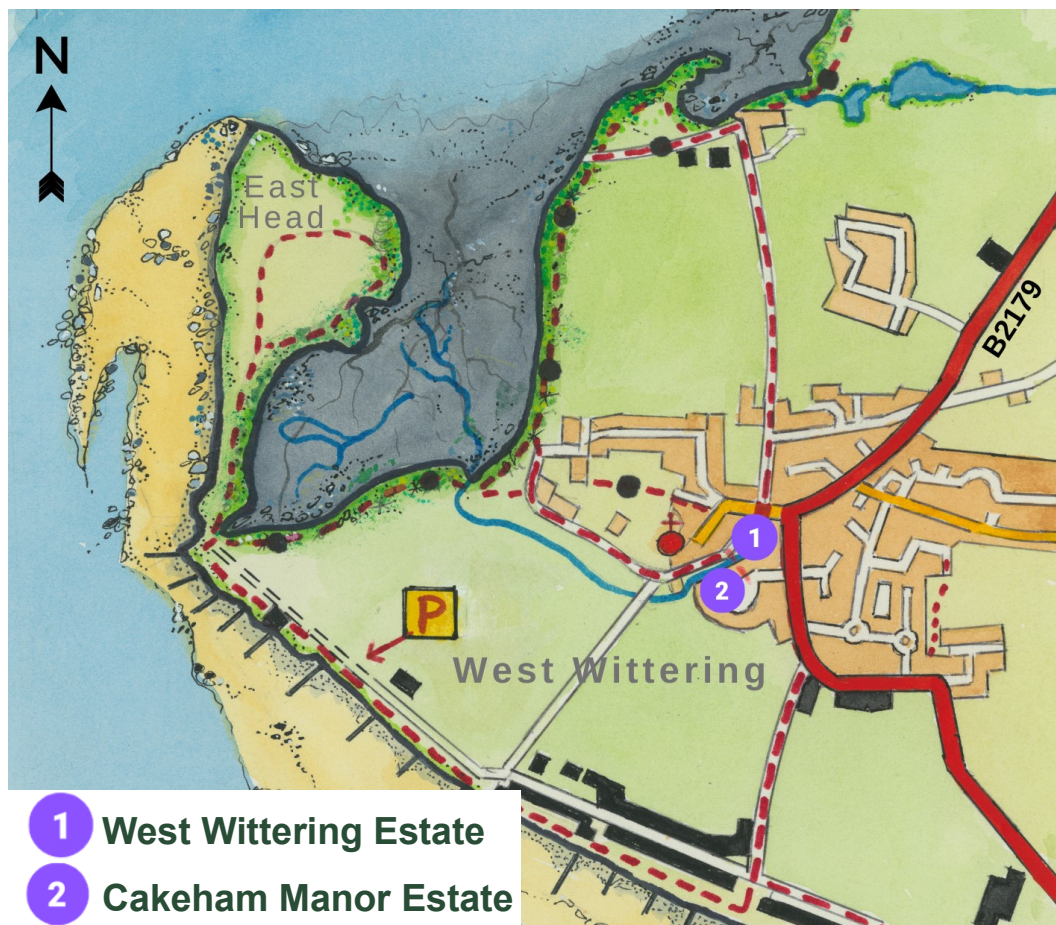 N
East
Head
B2179
1
2
P
West Wittering
1 West Wittering Estate
2 Cakeham Manor Estate